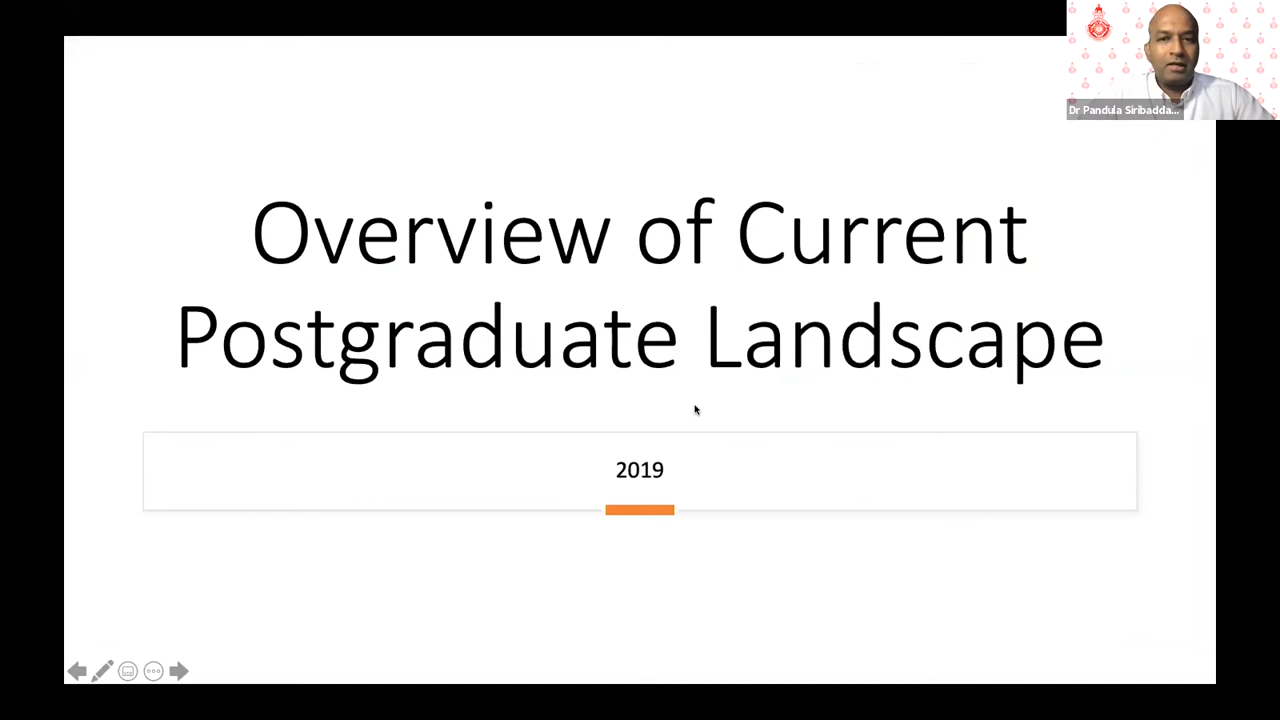 Dr Pandula Siribadda...
Overview of Current
Postgraduate Landscape
2019